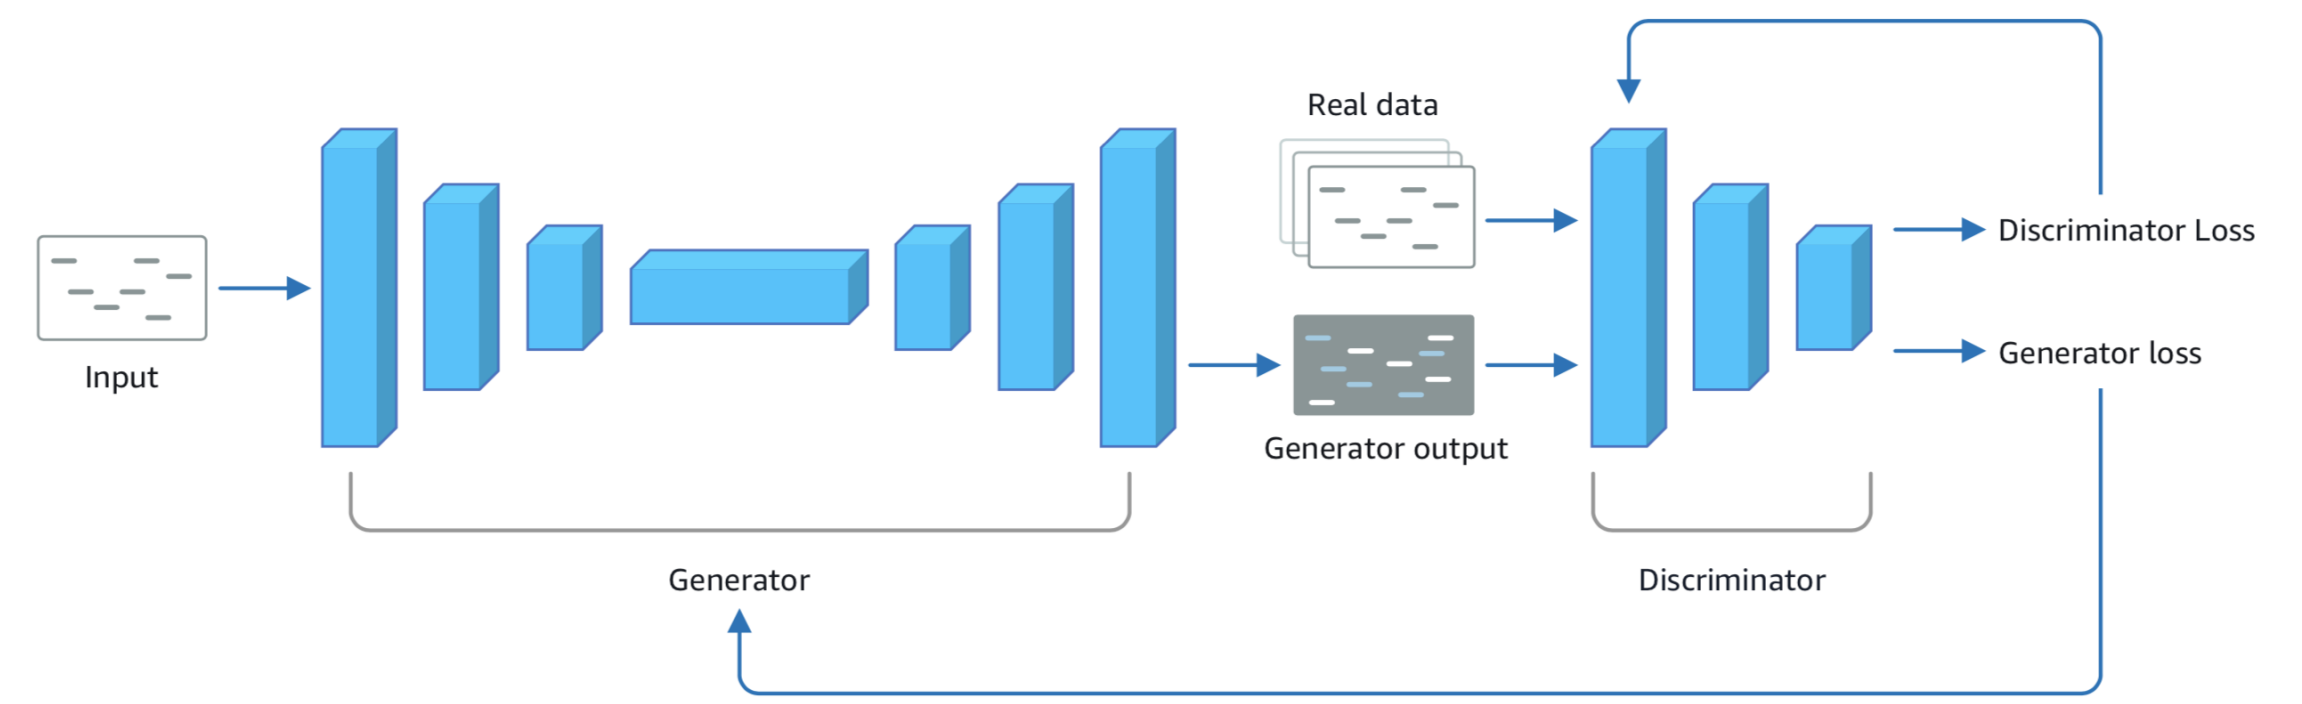 Input
Generator
Real data
Generator output
Discriminator
Discriminator Loss
Generator loss